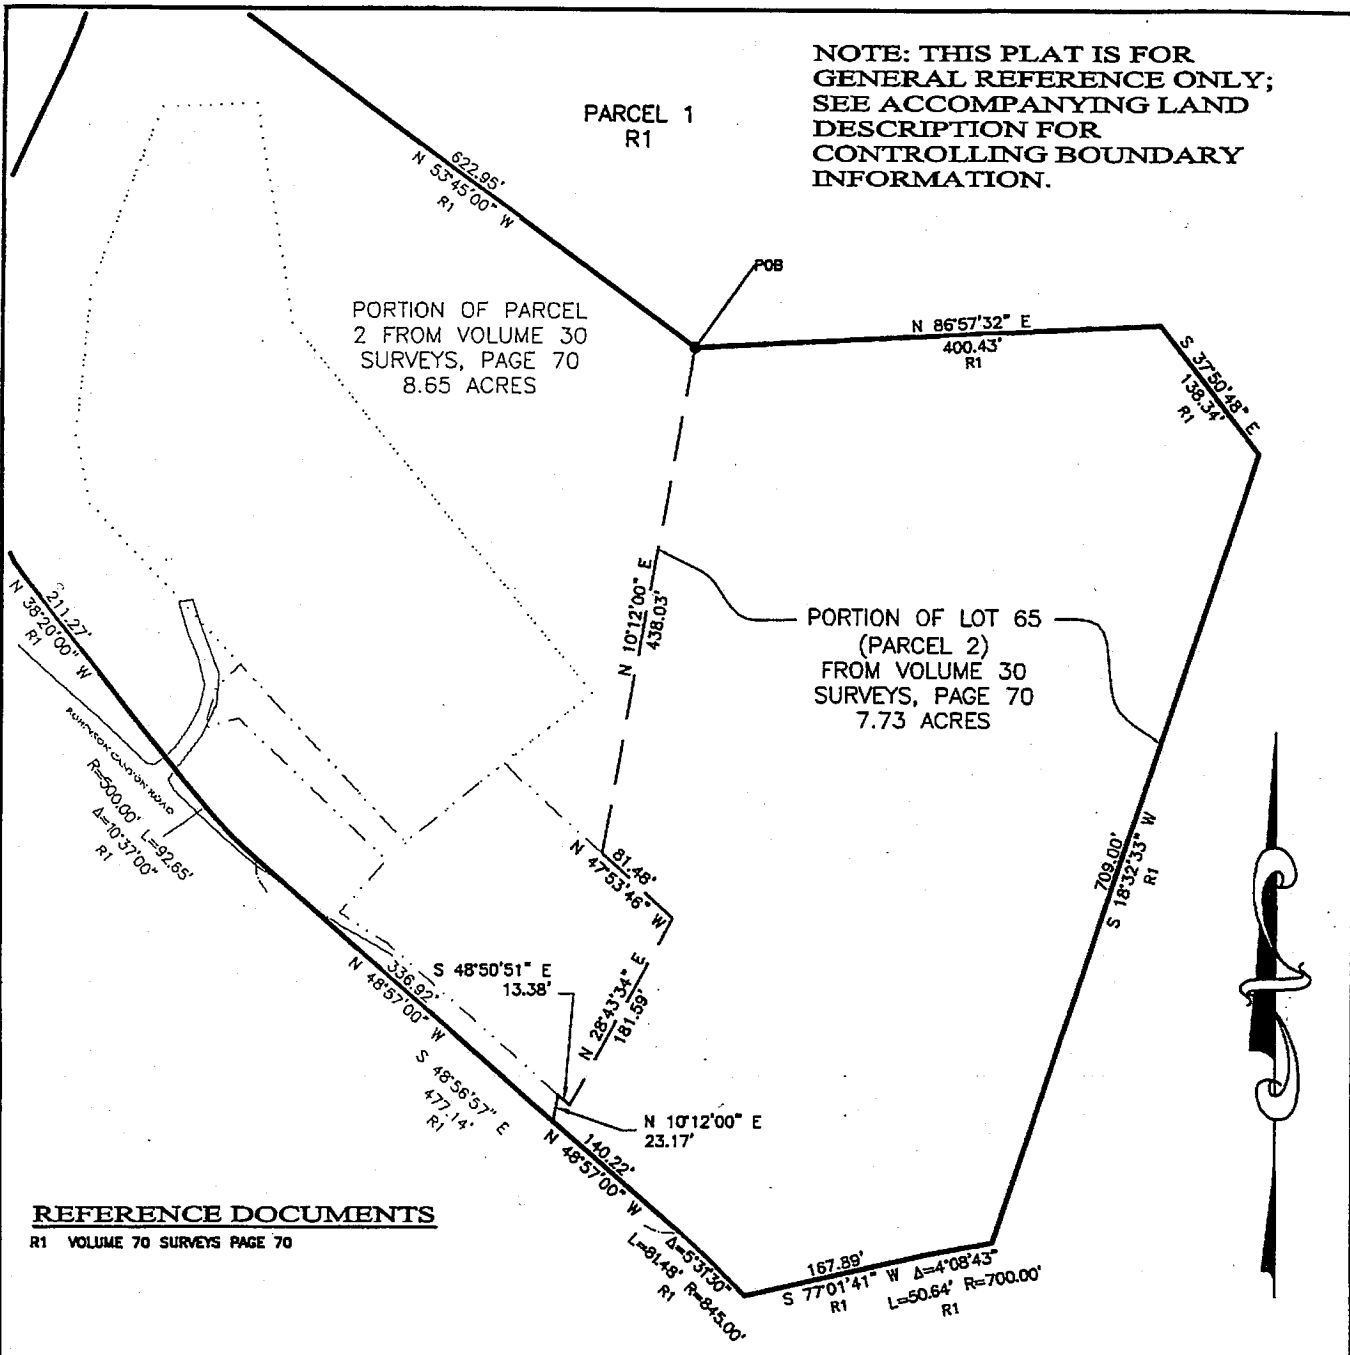 NOTE: THIS PLAT IS FOR
GENERAL REFERENCE ONLY;
SEE ACCOMPANYING LAND
DESCRIPTION FOR
CONTROLLING BOUNDARY
INFORMATION.
PARCEL 1
R1
622.95'
N 53°45'00" W
R1
POB
PORTION OF PARCEL
2 FROM VOLUME 30
SURVEYS, PAGE 70
8.65 ACRES
N 86°57'32" E
400.43'
R1
S 37°50'48" E
138.34'
R1
N 10°12'00" E
438.03'
211.27'
N 38°20'00" W
R1
PORTION OF LOT 65
(PARCEL 2)
FROM VOLUME 30
SURVEYS, PAGE 70
7.73 ACRES
CANYON ROAD
R=500.00' L=92.65'
Δ=10°37'00"
R1
709.00'
S 18°32'33" W
R1
81.48'
N 47°53'46" W
336.92'
N 48°57'00" W
S 48°50'51" E
13.38'
N 28°43'34" E
181.59'
S 48°56'57" E
477.14'
R1
N 10°12'00" E
23.17'
140.22'
N 48°57'00" W
Δ=5°31'30"
L=81.48' R=845.00'
R1
167.89'
S 77°01'41" W
R1
Δ=4°08'43"
L=50.64' R=700.00'
R1
REFERENCE DOCUMENTS
R1 VOLUME 70 SURVEYS PAGE 70